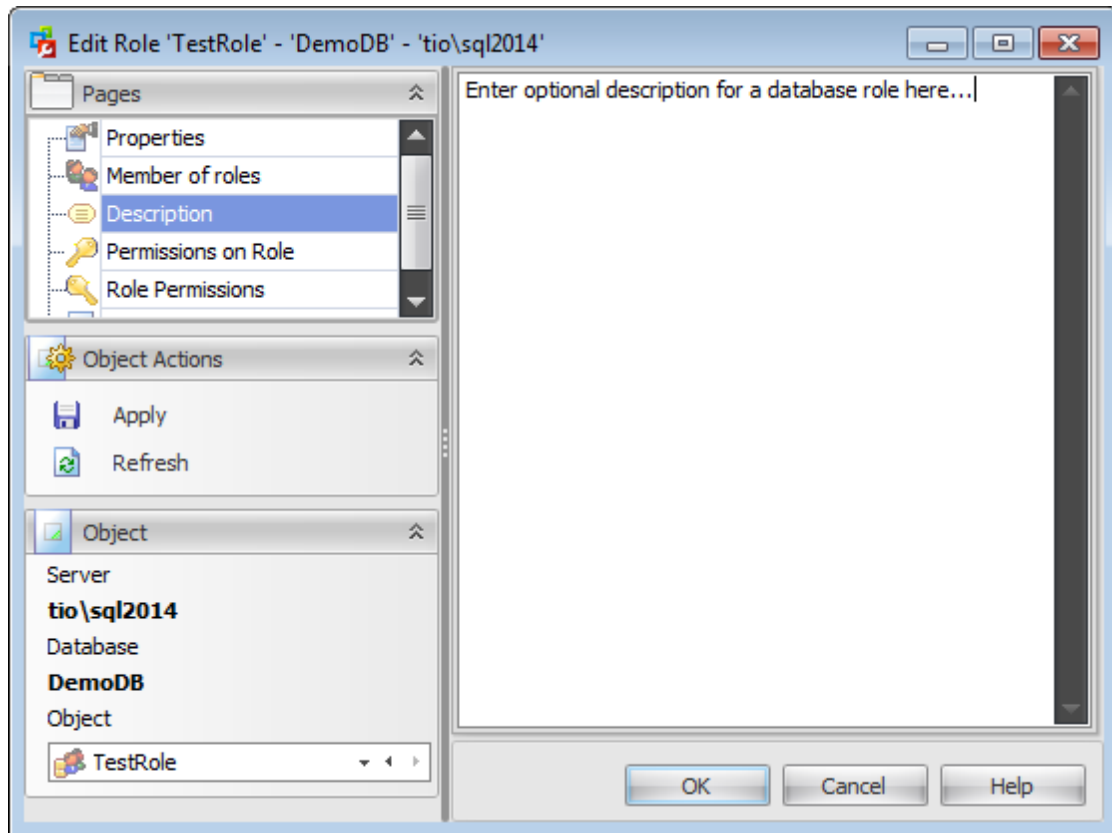 Edit Role 'TestRole' - 'DemoDB' - 'tio\sql2014'
Pages
Properties
Member of roles
Description
Permissions on Role
Role Permissions
Object Actions
Apply
Refresh
Object
Server
tio\sql2014
Database
DemoDB
Object
TestRole
Enter optional description for a database role here...
OK
Cancel
Help